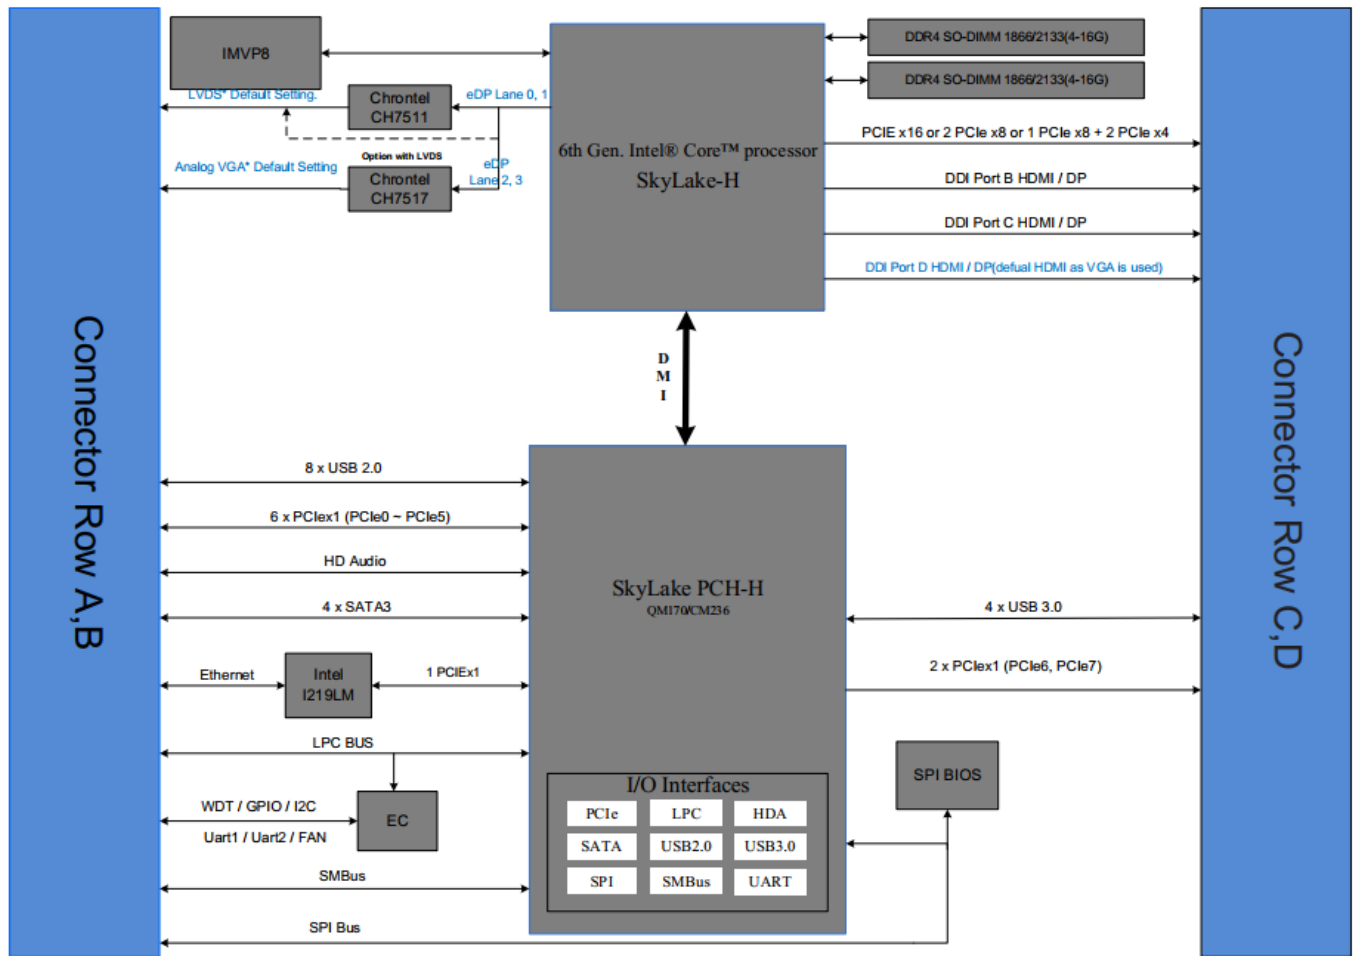 Connector Row A,B
IMVP8
LVDS* Default Setting.
Chrontel
CH7511
eDP Lane 0, 1
Option with LVDS
Analog VGA* Default Setting
Chrontel
CH7517
eDP
Lane 2, 3
6th Gen. Intel® Core™ processor
SkyLake-H
DDR4 SO-DIMM 1866/2133(4-16G)
DDR4 SO-DIMM 1866/2133(4-16G)
PCIE x16 or 2 PCIe x8 or 1 PCIe x8 + 2 PCIe x4
DDI Port B HDMI / DP
DDI Port C HDMI / DP
DDI Port D HDMI / DP(defual HDMI as VGA is used)
Connector Row C,D
D
M
I
8 x USB 2.0
6 x PCIex1 (PCIe0 ~ PCIe5)
HD Audio
4 x SATA3
Ethernet
Intel
I219LM
1 PCIEx1
LPC BUS
WDT / GPIO / I2C
Uart1 / Uart2 / FAN
EC
SMBus
SPI Bus
SkyLake PCH-H
QM170/CM236
I/O Interfaces
PCIe
LPC
HDA
SATA
USB2.0
USB3.0
SPI
SMBus
UART
4 x USB 3.0
2 x PCIex1 (PCIe6, PCIe7)
SPI BIOS